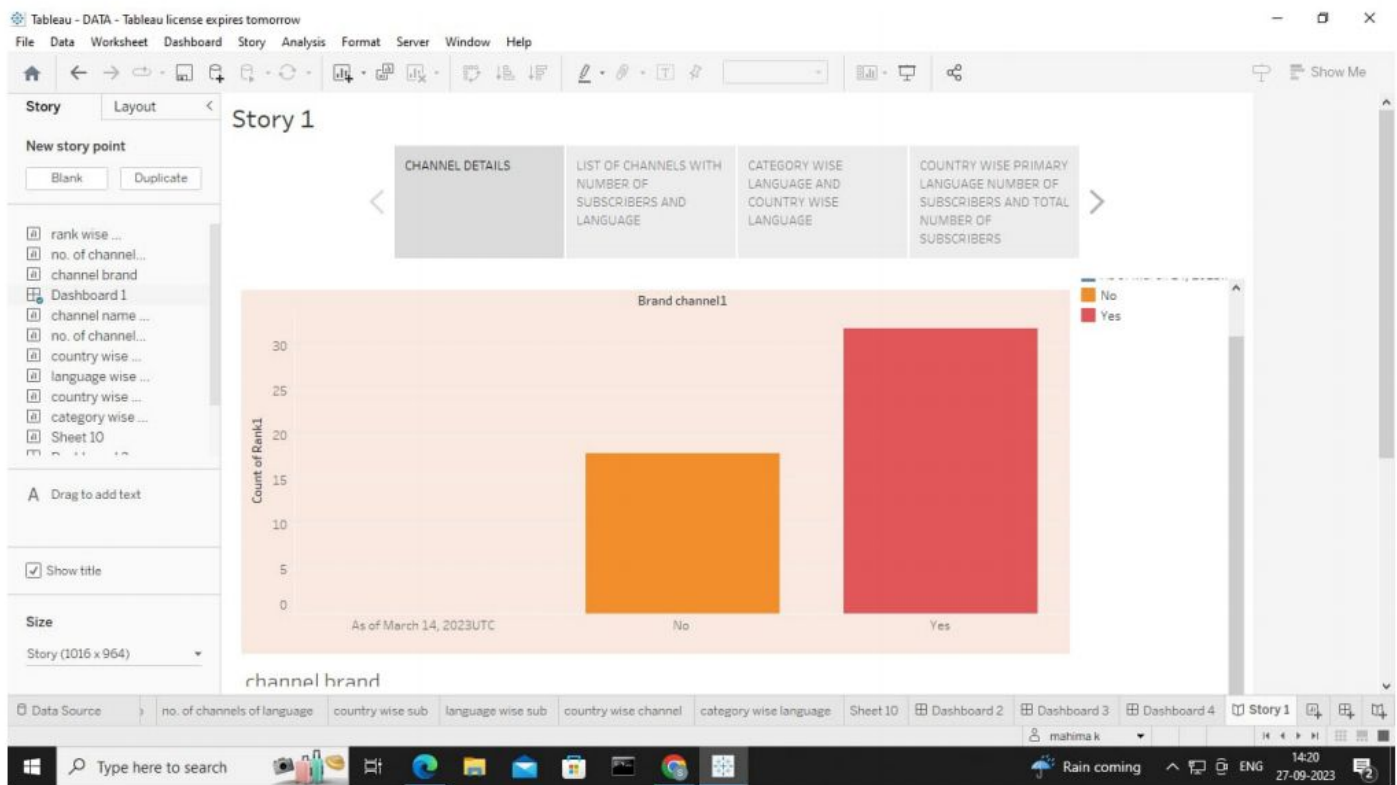 Tableau - DATA - Tableau license expires tomorrow
File Data Worksheet Dashboard Story Analysis Format Server Window Help
Show Me
Story Layout
New story point
Blank Duplicate
rank wise ...
no. of channel...
channel brand
Dashboard 1
channel name ...
no. of channel...
country wise ...
language wise ...
country wise ...
category wise ...
Sheet 10
A Drag to add text
Show title
Size
Story (1016 x 964)
Story 1
CHANNEL DETAILS
LIST OF CHANNELS WITH
NUMBER OF
SUBSCRIBERS AND
LANGUAGE
CATEGORY WISE
LANGUAGE AND
COUNTRY WISE
LANGUAGE
COUNTRY WISE PRIMARY
LANGUAGE NUMBER OF
SUBSCRIBERS AND TOTAL
NUMBER OF
SUBSCRIBERS
No
Yes
Brand channel1
Count of Rank1
30
25
20
15
10
5
0
As of March 14, 2023UTC No Yes
channel brand
Data Source no. of channels of language country wise sub language wise sub country wise channel category wise language Sheet 10 Dashboard 2 Dashboard 3 Dashboard 4 Story 1
mahima k
Type here to search
Rain coming
ENG
14:20
27-09-2023
2